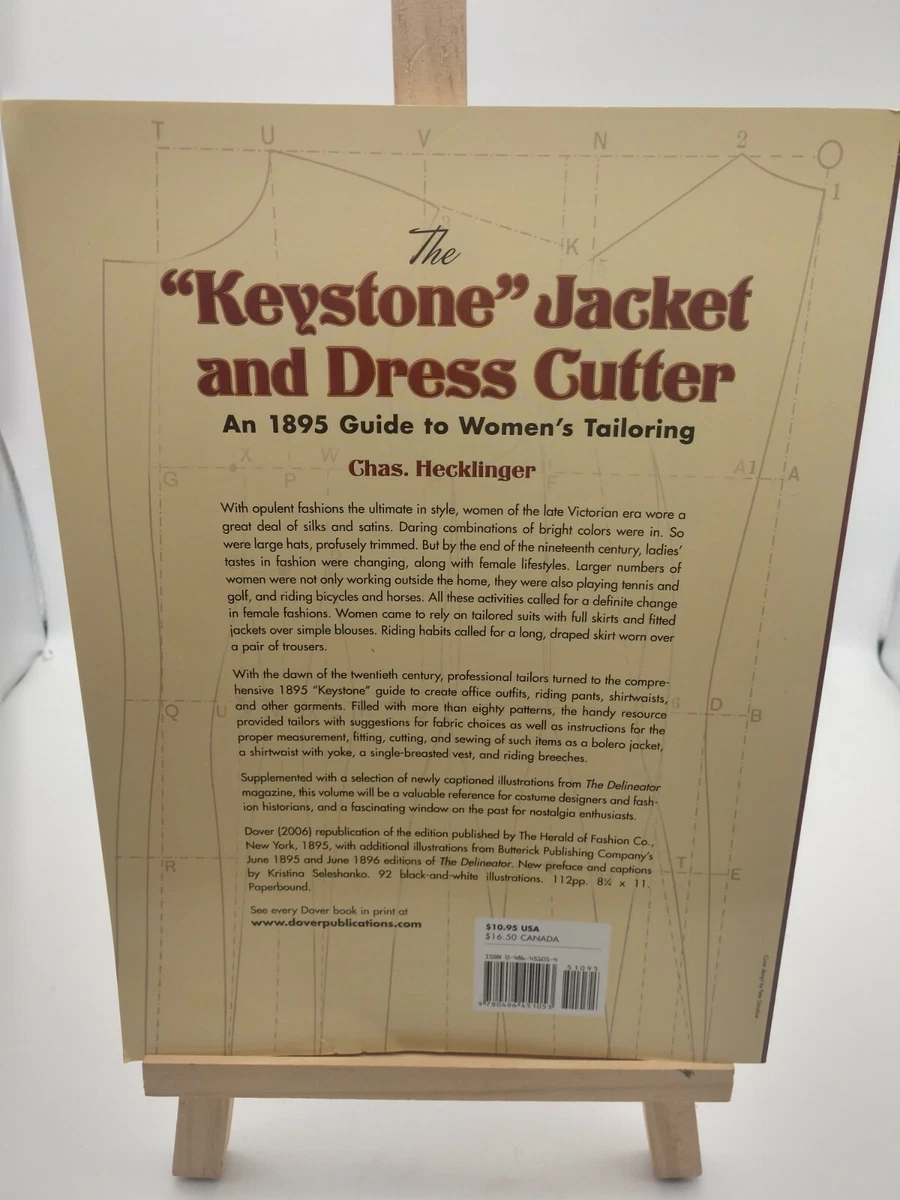 T U V N 2 O
1
2
K
5
The
“Keystone” Jacket
and Dress Cutter
An 1895 Guide to Women’s Tailoring
X W
Chas. Hecklinger
G P F A1 A
With opulent fashions the ultimate in style, women of the late Victorian era wore a
great deal of silks and satins. Daring combinations of bright colors were in. So
were large hats, profusely trimmed. But by the end of the nineteenth century, ladies’
tastes in fashion were changing, along with female lifestyles. Larger numbers of
women were not only working outside the home, they were also playing tennis and
golf, and riding bicycles and horses. All these activities called for a definite change
in female fashions. Women came to rely on tailored suits with full skirts and fitted
jackets over simple blouses. Riding habits called for a long, draped skirt worn over
a pair of trousers.
With the dawn of the twentieth century, professional tailors turned to the compre-
hensive 1895 “Keystone” guide to create office outfits, riding pants, shirtwaists,
and other garments. Filled with more than eighty patterns, the handy resource
provided tailors with suggestions for fabric choices as well as instructions for the
proper measurement, fitting, cutting, and sewing of such items as a bolero jacket,
a shirtwaist with yoke, a single-breasted vest, and riding breeches.
Q U 6 D B
Supplemented with a selection of newly captioned illustrations from The Delineator
magazine, this volume will be a valuable reference for costume designers and fash-
ion historians, and a fascinating window on the past for nostalgia enthusiasts.
Dover (2006) republication of the edition published by The Herald of Fashion Co.,
New York, 1895, with additional illustrations from Butterick Publishing Company’s
June 1895 and June 1896 editions of The Delineator. New preface and captions
by Kristina Seleshanko. 92 black-and-white illustrations. 112pp. 8¼ x 11.
Paperbound.
R T E
See every Dover book in print at
www.doverpublications.com
$10.95 USA
$16.50 CANADA
ISBN 0-486-45105-4
51095
9 780486 451053